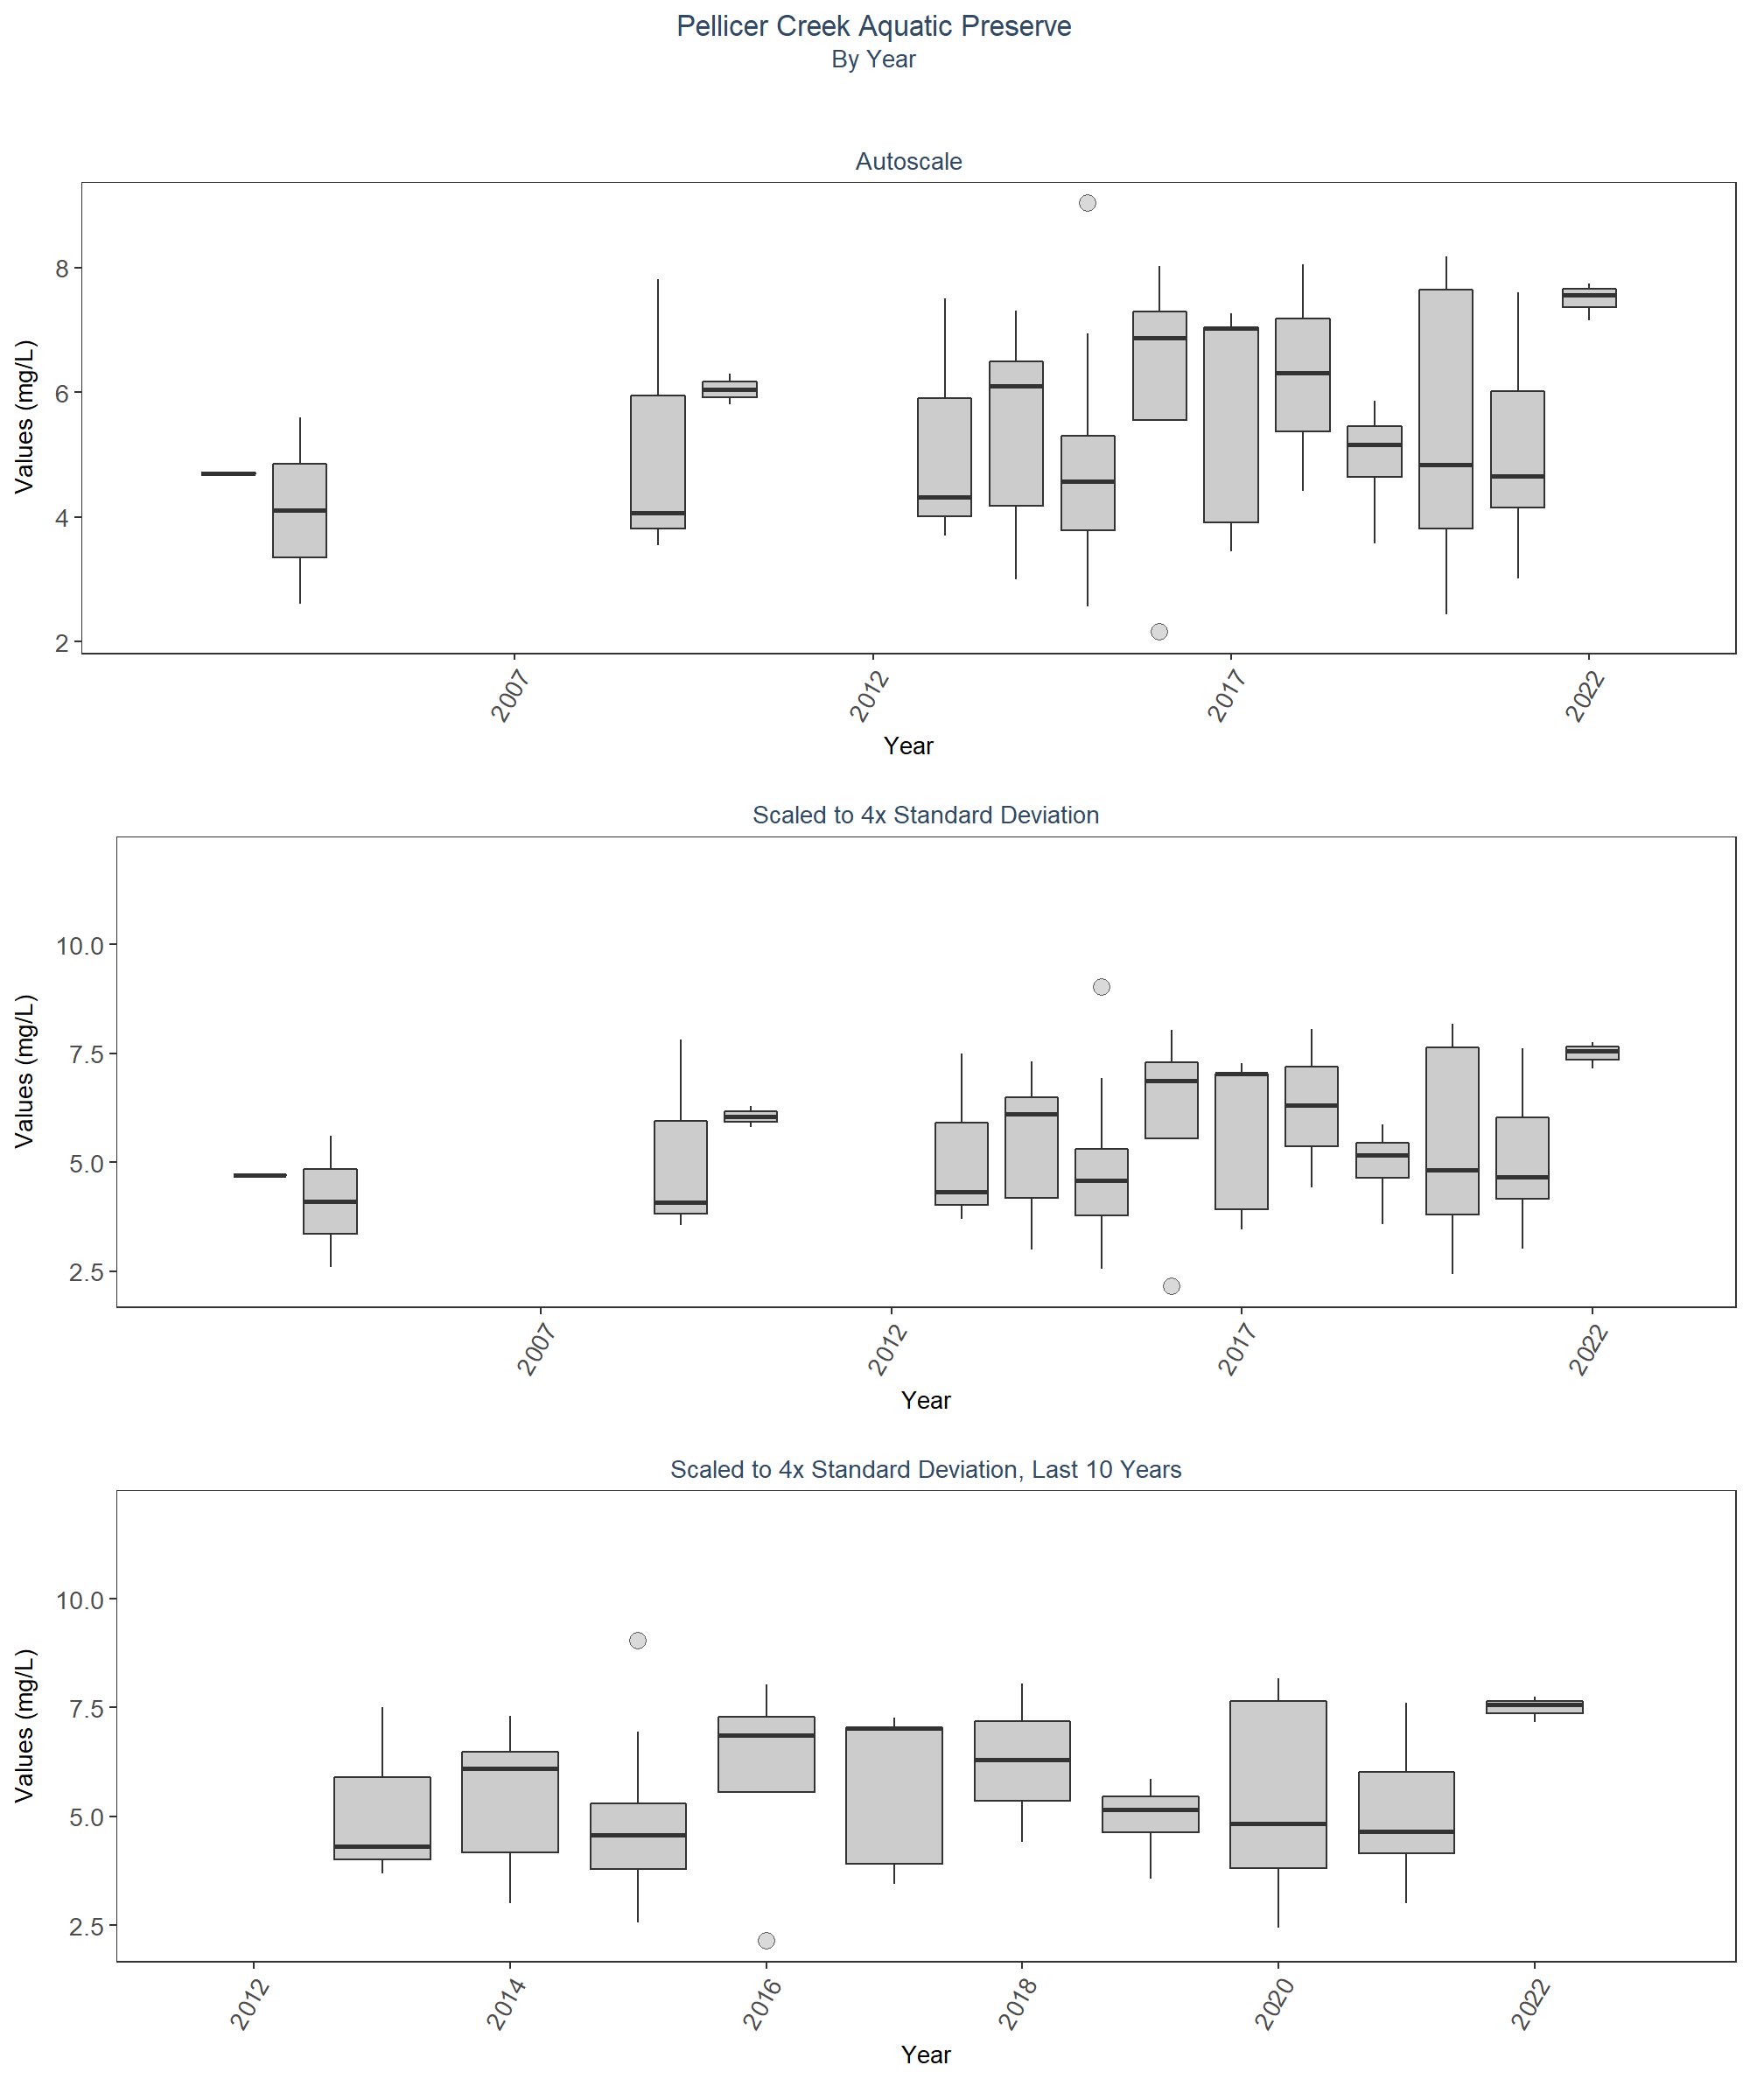 Pellicer Creek Aquatic Preserve
By Year
Autoscale
8
6
4
2
Values (mg/L)
2007
2012
2017
2022
Year
Scaled to 4x Standard Deviation
10.0
7.5
5.0
2.5
Values (mg/L)
2007
2012
2017
2022
Year
Scaled to 4x Standard Deviation, Last 10 Years
10.0
7.5
5.0
2.5
Values (mg/L)
2012
2014
2016
2018
2020
2022
Year